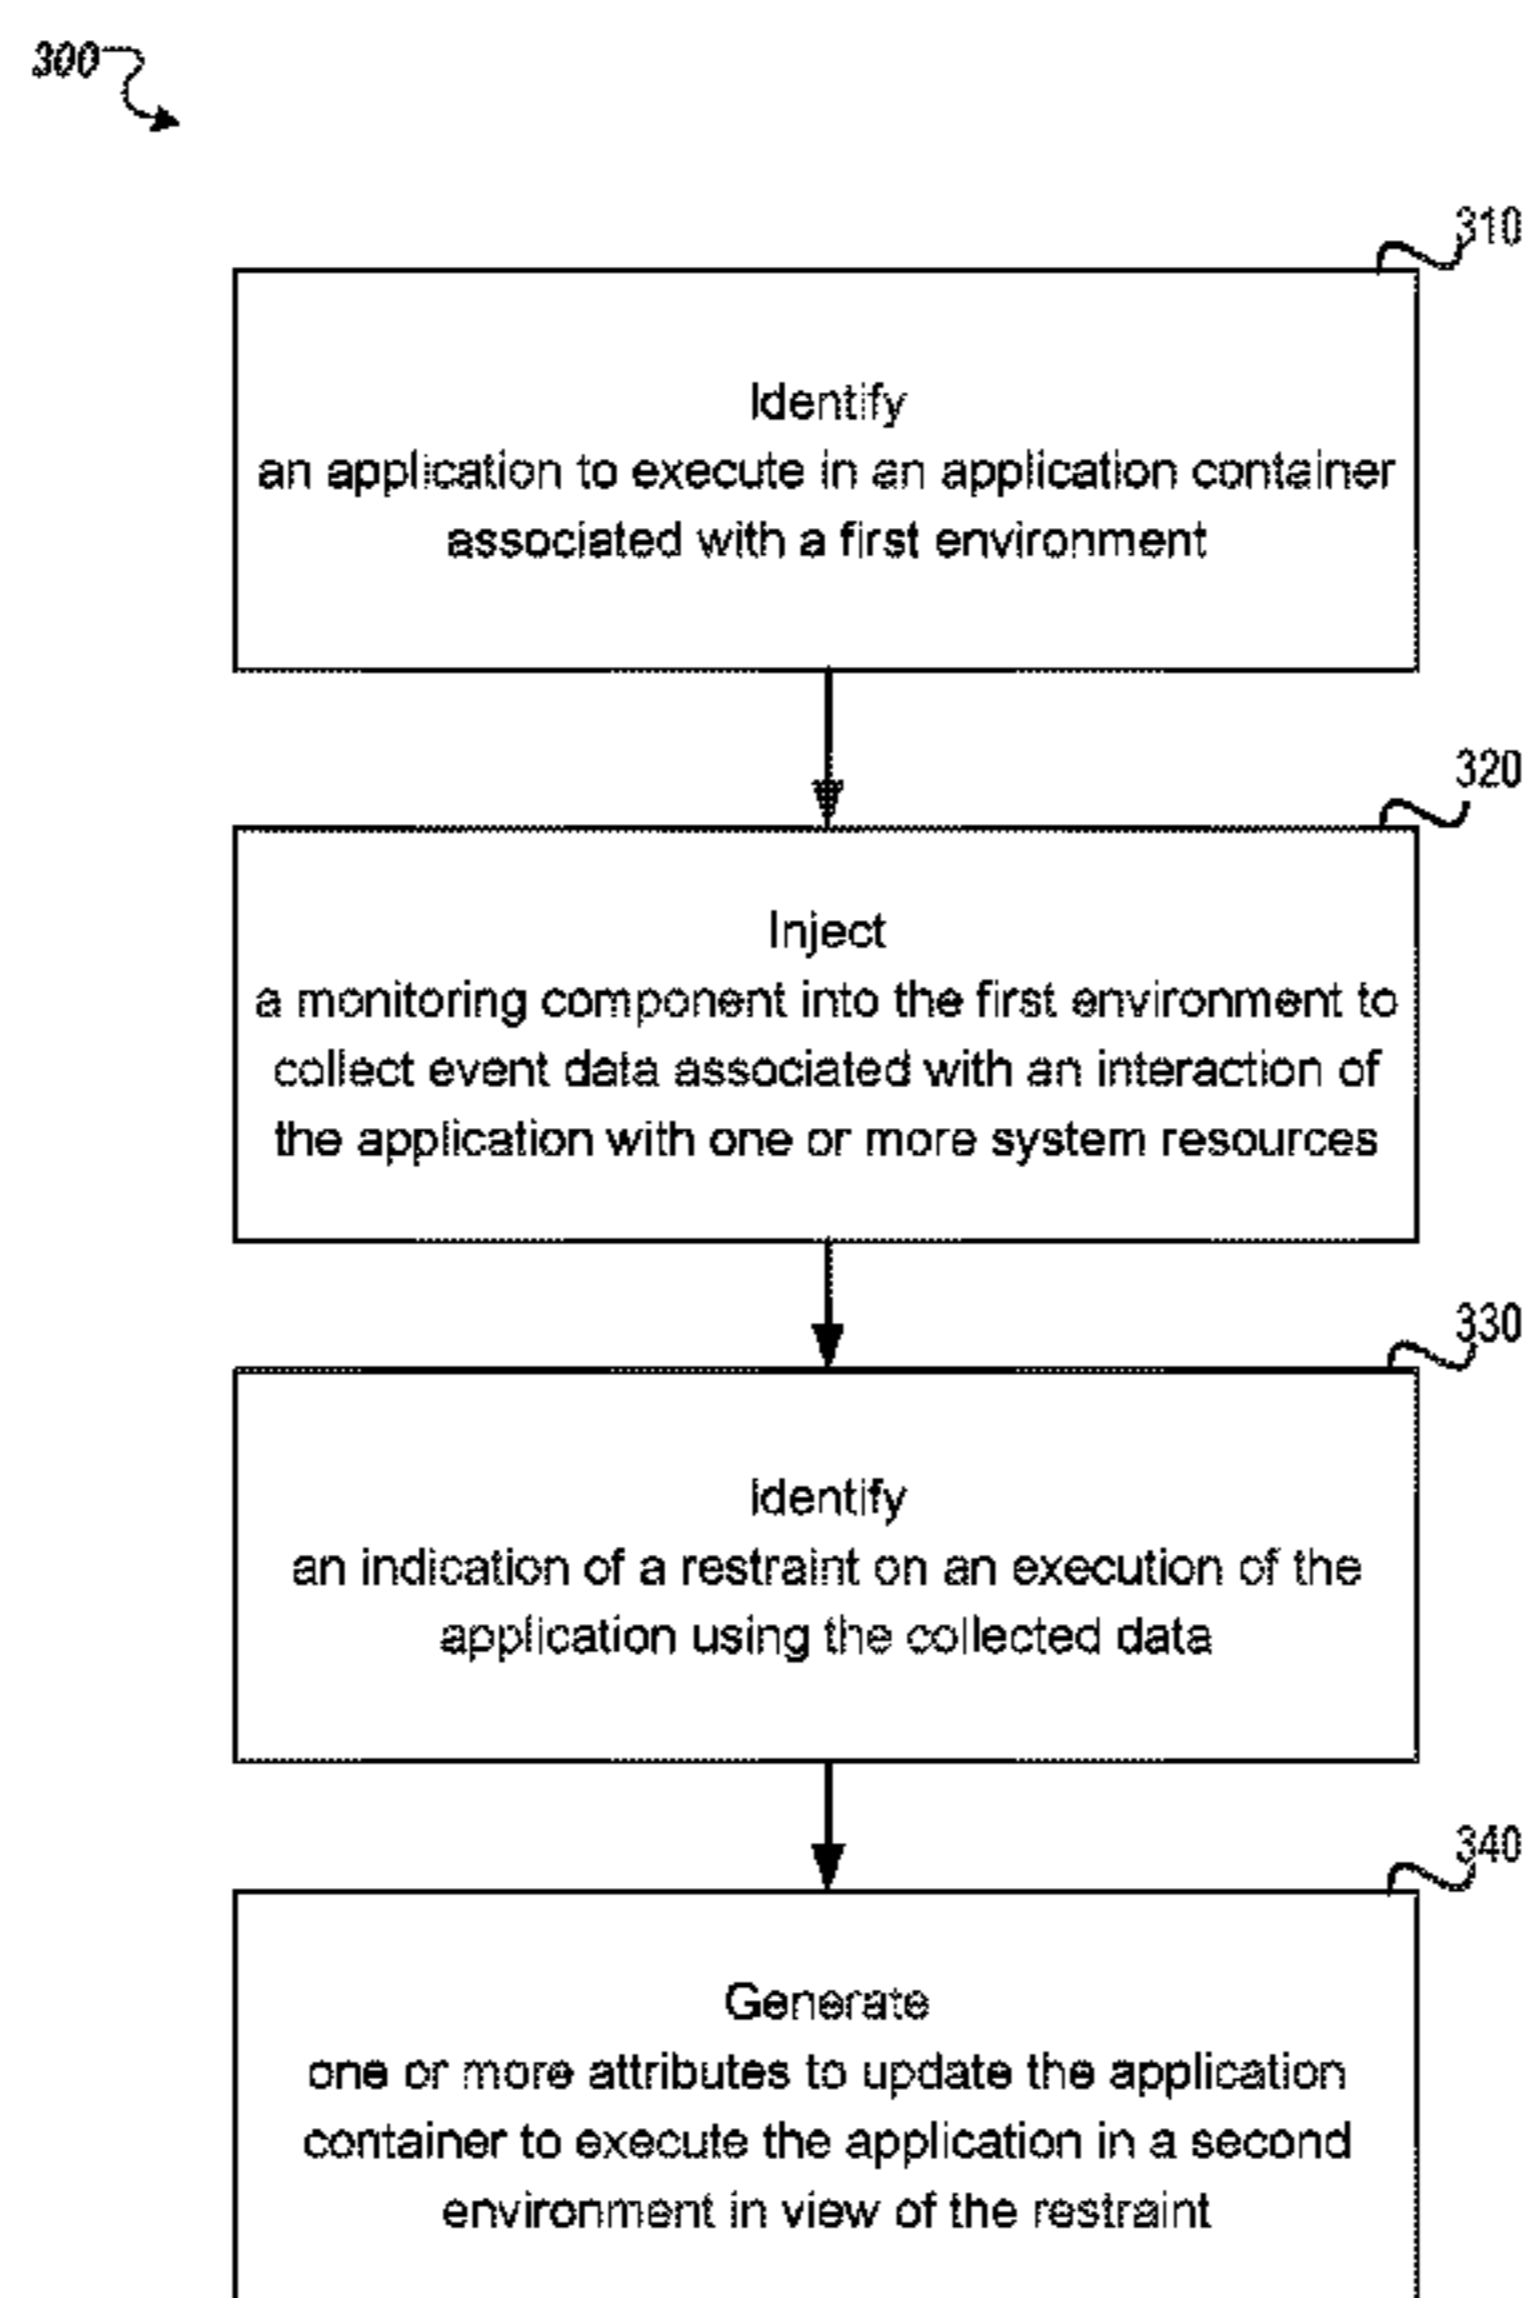 300
310
Identify
an application to execute in an application container
associated with a first environment
320
Inject
a monitoring component into the first environment to
collect event data associated with an interaction of
the application with one or more system resources
330
Identify
an indication of a restraint on an execution of the
application using the collected data
340
Generate
one or more attributes to update the application
container to execute the application in a second
environment in view of the restraint